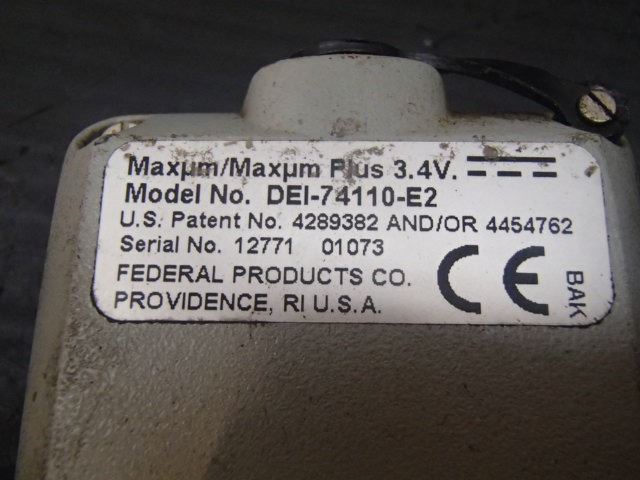 Maxµm/Maxµm Plus 3.4V.
Model No. DEI-74110-E2
U.S. Patent No. 4289382 AND/OR 4454762
Serial No. 12771 01073
FEDERAL PRODUCTS CO.
PROVIDENCE, RI U.S.A.
CE
BAK